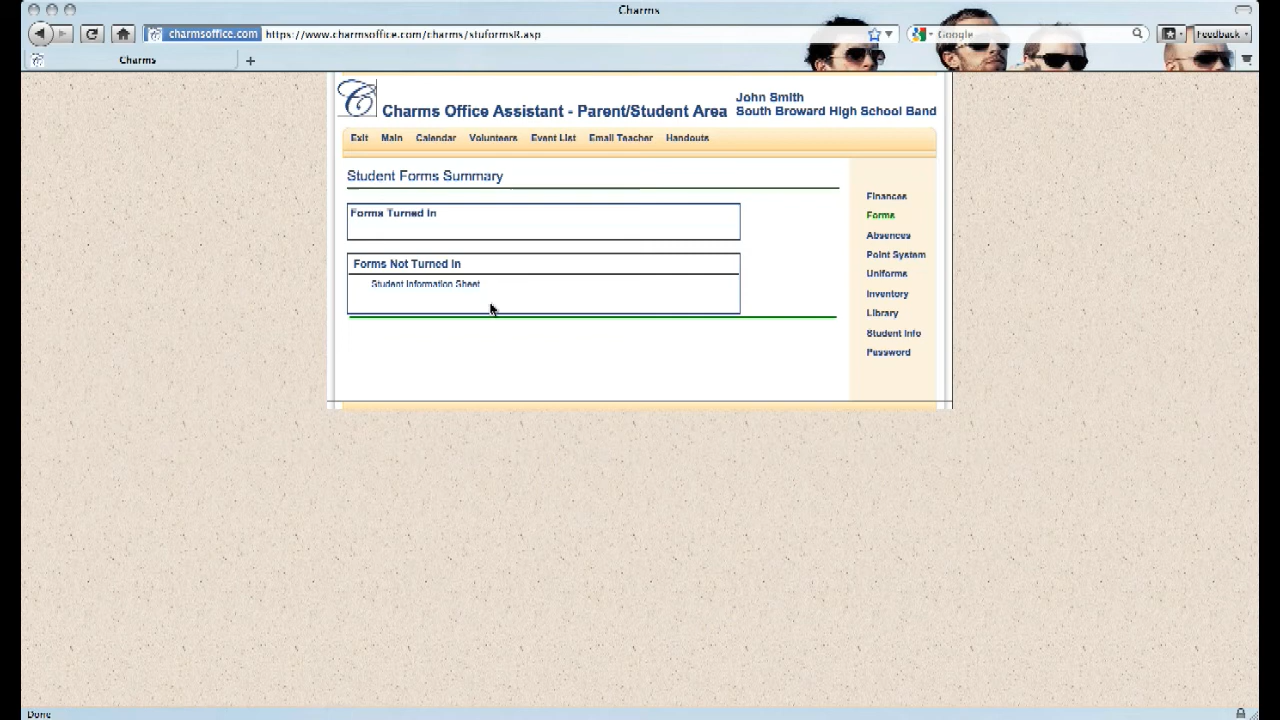 Charms
charmsoffice.com https://www.charmsoffice.com/charms/stuformsR.asp
Google
Feedback
Charms
Charms Office Assistant - Parent/Student Area
John Smith
South Broward High School Band
Exit Main Calendar Volunteers Event List Email Teacher Handouts
Student Forms Summary
Forms Turned In
Forms Not Turned In
Student Information Sheet
Finances
Forms
Absences
Point System
Uniforms
Inventory
Library
Student Info
Password
Done